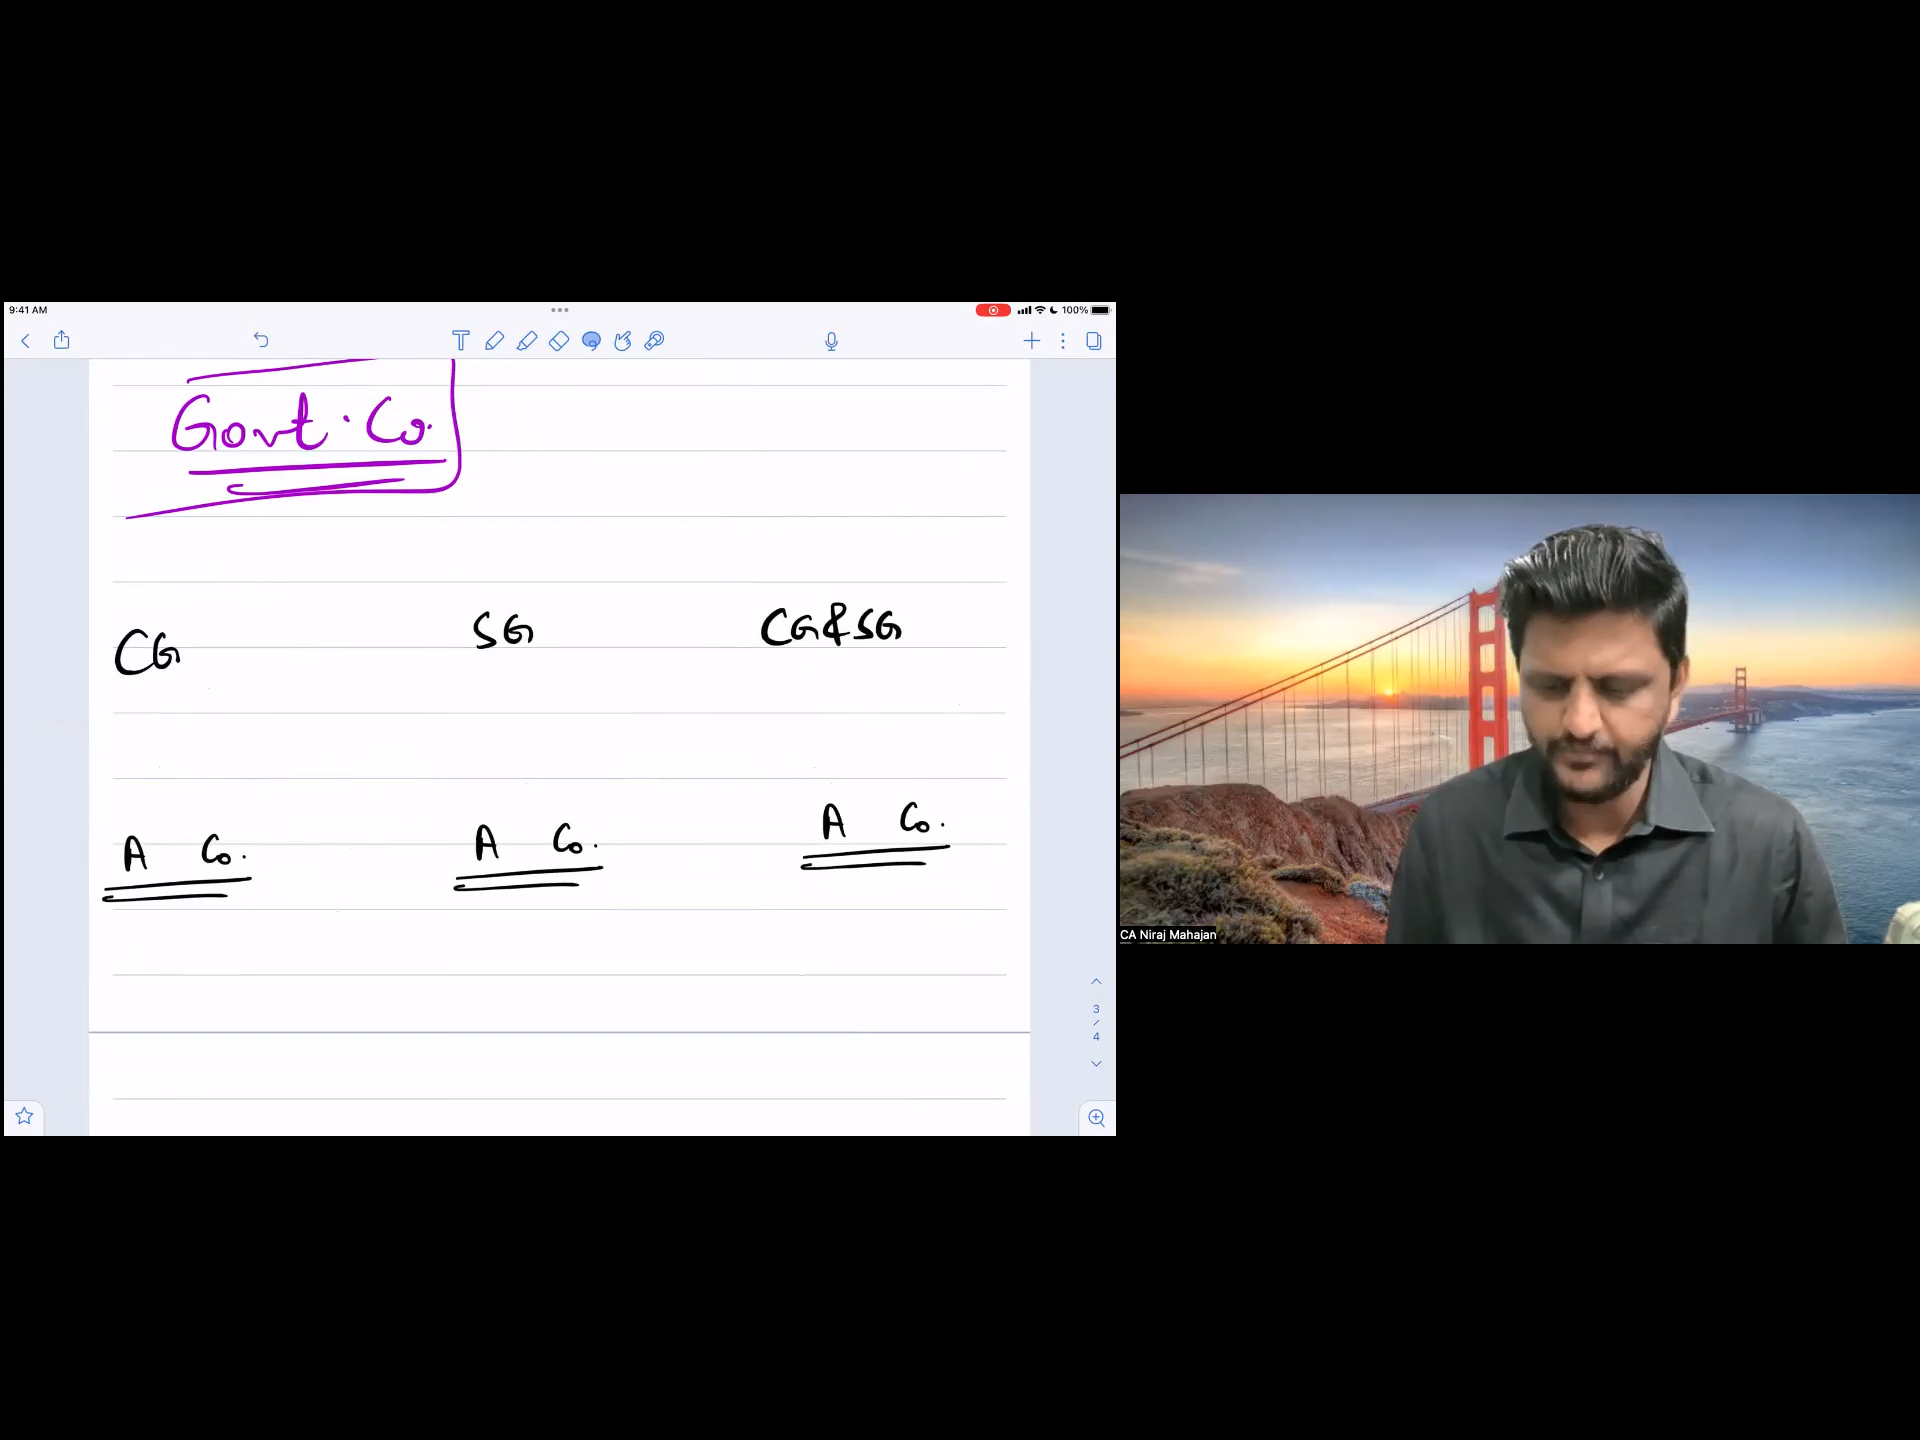 9:41 AM
100%
Govt. Co.
CG SG CG & SG
A Co. A Co. A Co.
CA Niraj Mahajan
3
/
4